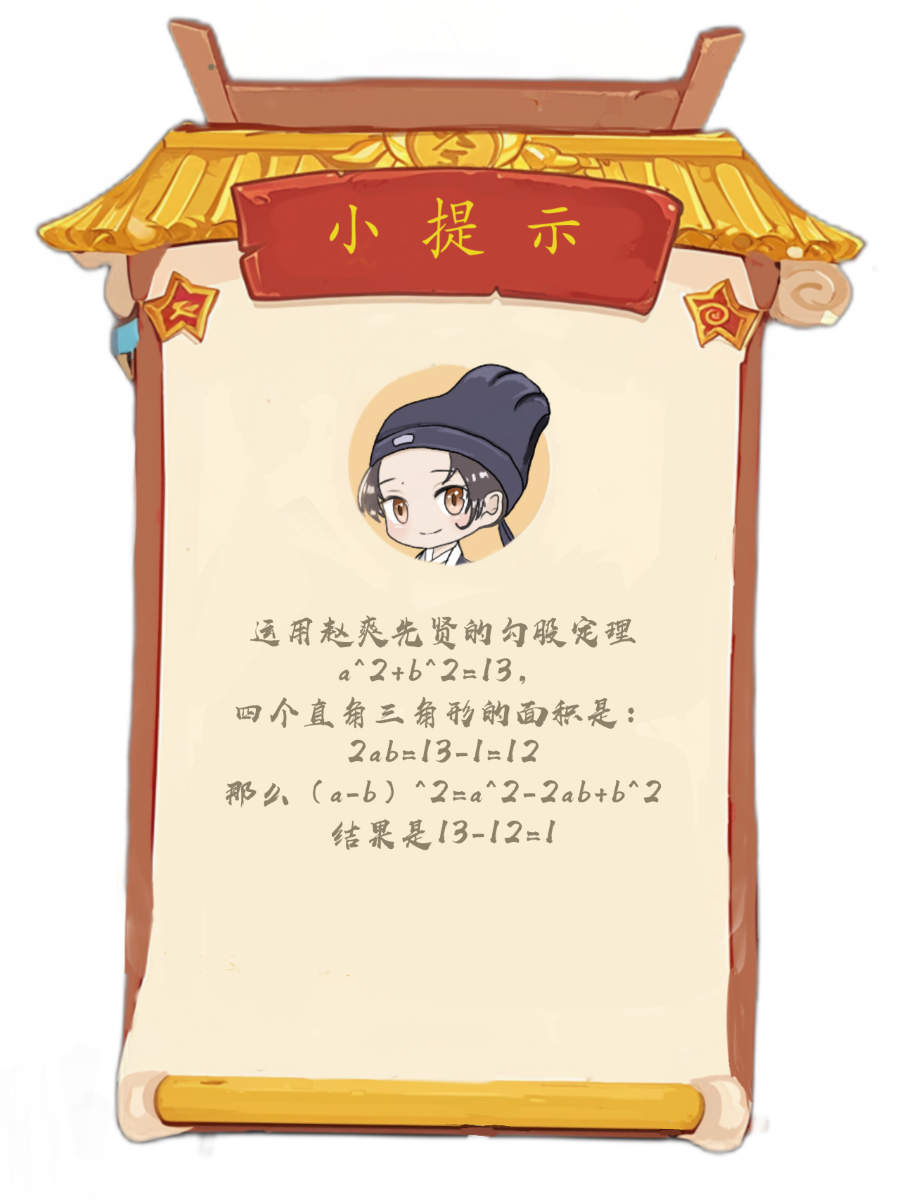 小提示
运用赵爽先贤的勾股定理
a^2+b^2=13，
四个直角三角形的面积是：
2ab=13-1=12
那么（a-b）^2=a^2-2ab+b^2
结果是13-12=1